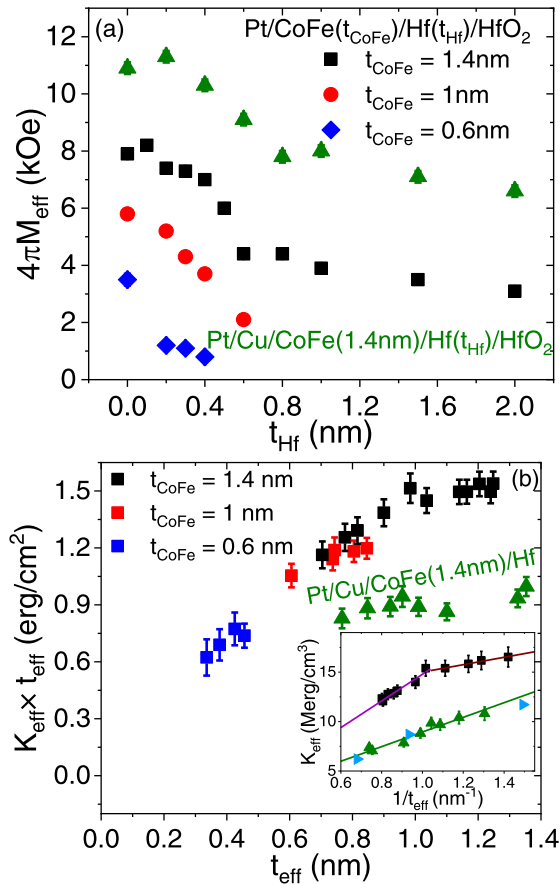 (a)
Pt/CoFe(t_CoFe)/Hf(t_Hf)/HfO₂
t_CoFe = 1.4nm
t_CoFe = 1nm
t_CoFe = 0.6nm
Pt/Cu/CoFe(1.4nm)/Hf(t_Hf)/HfO₂
4πM_eff (kOe)
12
10
8
6
4
2
0
0.0 0.4 0.8 1.2 1.6 2.0
t_Hf (nm)
(b)
t_CoFe = 1.4 nm
t_CoFe = 1 nm
t_CoFe = 0.6 nm
Pt/Cu/CoFe(1.4nm)/Hf
K_eff× t_eff (erg/cm²)
1.5
1.2
0.9
0.6
0.3
0.0
K_eff (Merg/cm³)
15
10
5
0.6 0.8 1.0 1.2 1.4
1/t_eff (nm⁻¹)
0.0 0.2 0.4 0.6 0.8 1.0 1.2 1.4
t_eff (nm)